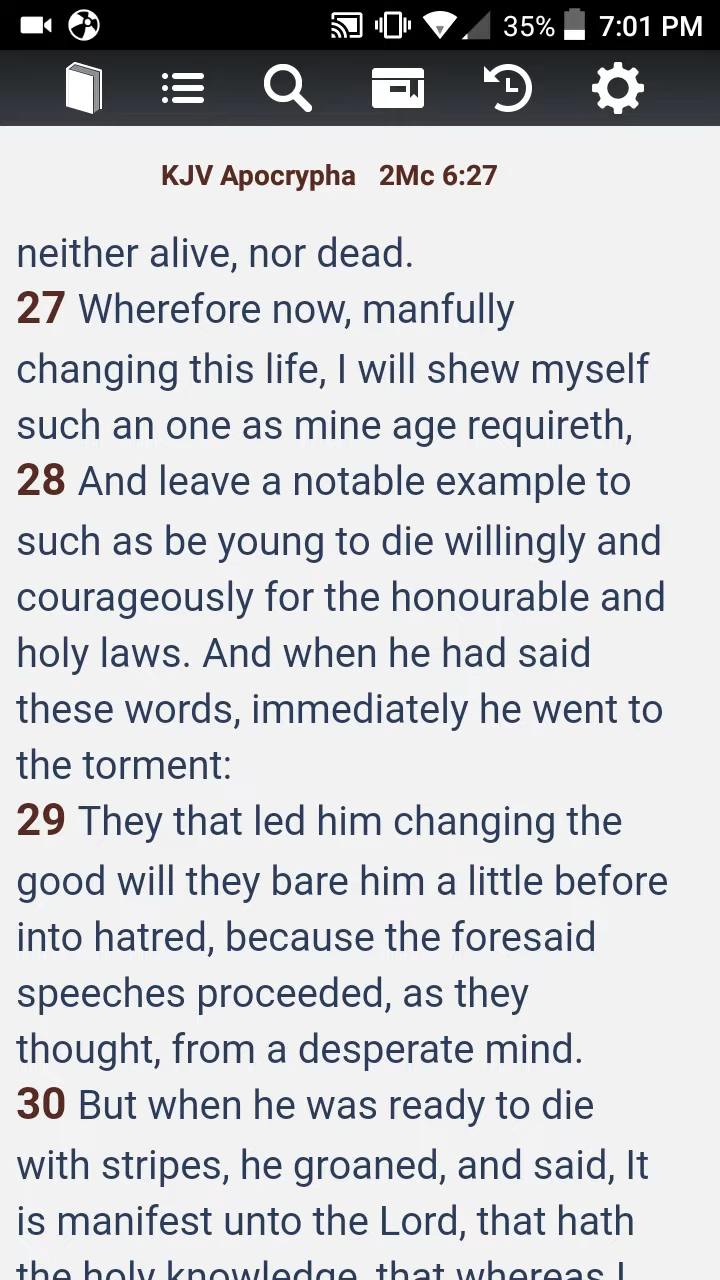 35% 7:01 PM
KJV Apocrypha 2Mc 6:27
neither alive, nor dead.
27 Wherefore now, manfully
changing this life, I will shew myself
such an one as mine age requireth,
28 And leave a notable example to
such as be young to die willingly and
courageously for the honourable and
holy laws. And when he had said
these words, immediately he went to
the torment:
29 They that led him changing the
good will they bare him a little before
into hatred, because the foresaid
speeches proceeded, as they
thought, from a desperate mind.
30 But when he was ready to die
with stripes, he groaned, and said, It
is manifest unto the Lord, that hath
the holy knowledge, that whereas I